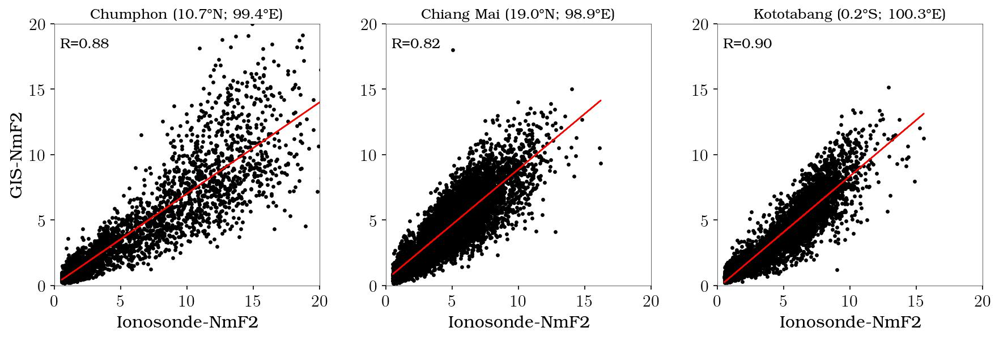 Chumphon (10.7°N; 99.4°E)
R=0.88
20
15
10
5
0
GIS-NmF2
0 5 10 15 20
Ionosonde-NmF2
Chiang Mai (19.0°N; 98.9°E)
R=0.82
20
15
10
5
0
0 5 10 15 20
Ionosonde-NmF2
Kototabang (0.2°S; 100.3°E)
R=0.90
20
15
10
5
0
0 5 10 15 20
Ionosonde-NmF2